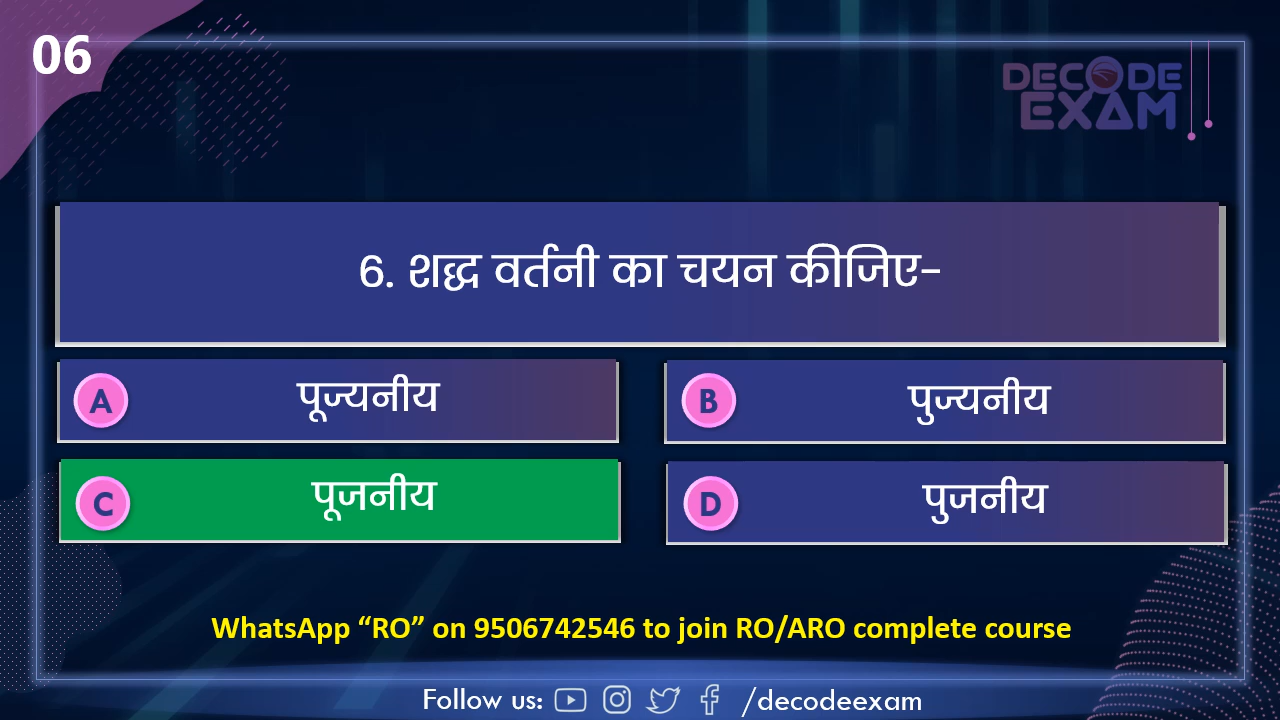 06
DECODE
EXAM
6. शद्ध वर्तनी का चयन कीजिए-
A पूज्यनीय
B पुज्यनीय
C पूजनीय
D पुजनीय
WhatsApp “RO” on 9506742546 to join RO/ARO complete course
Follow us: /decodeexam